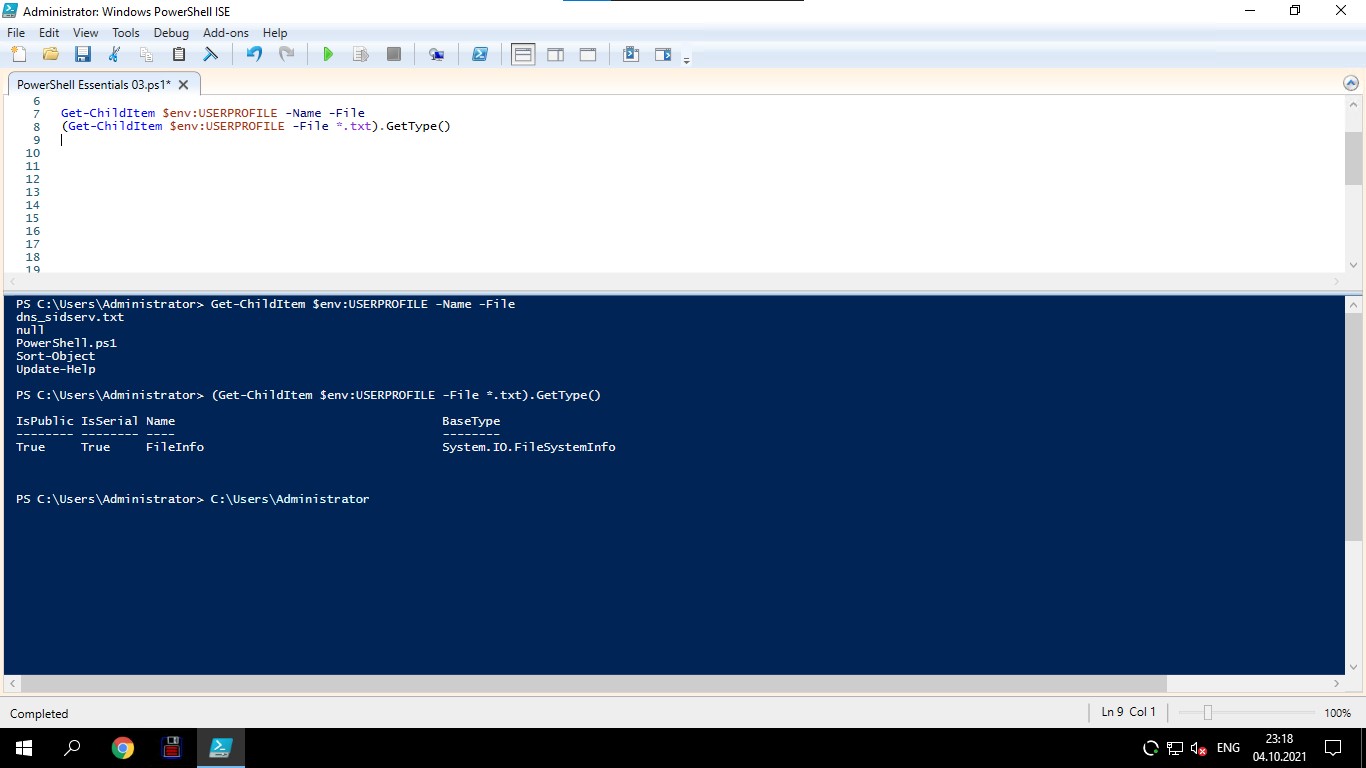 Administrator: Windows PowerShell ISE
File Edit View Tools Debug Add-ons Help
PowerShell Essentials 03.ps1*
6
7 Get-ChildItem $env:USERPROFILE -Name -File
8 (Get-ChildItem $env:USERPROFILE -File *.txt).GetType()
9
10
11
12
13
14
15
16
17
18
19
PS C:\Users\Administrator> Get-ChildItem $env:USERPROFILE -Name -File
dns_sidserv.txt
null
PowerShell.ps1
Sort-Object
Update-Help
PS C:\Users\Administrator> (Get-ChildItem $env:USERPROFILE -File *.txt).GetType()
IsPublic IsSerial Name BaseType
-------- -------- ---- --------
True True FileInfo System.IO.FileSystemInfo
PS C:\Users\Administrator> C:\Users\Administrator
Completed Ln 9 Col 1 100%
ENG 23:18
04.10.2021